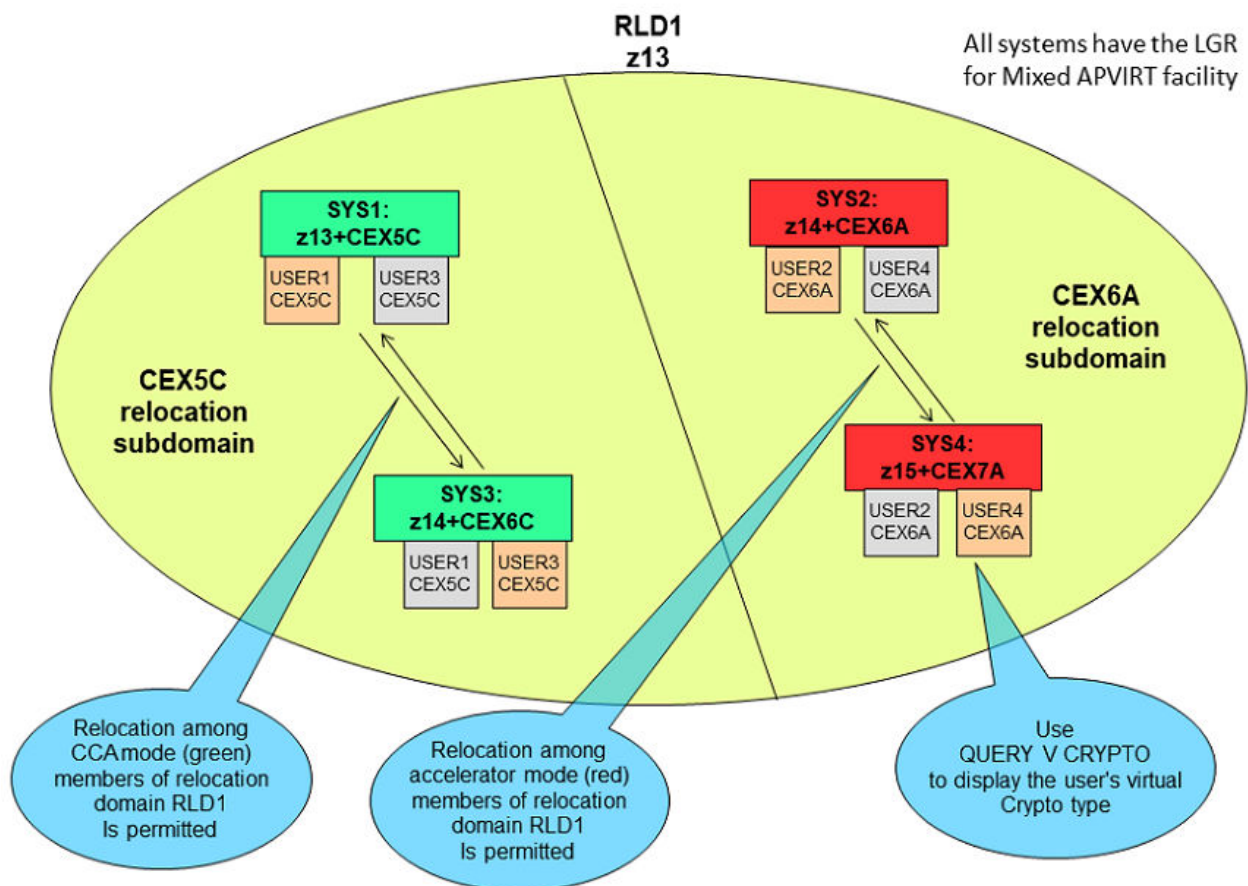 RLD1
z13
All systems have the LGR
for Mixed APVIRT facility
SYS1:
z13+CEX5C
USER1
CEX5C
USER3
CEX5C
SYS2:
z14+CEX6A
USER2
CEX6A
USER4
CEX6A
CEX5C
relocation
subdomain
CEX6A
relocation
subdomain
SYS3:
z14+CEX6C
USER1
CEX5C
USER3
CEX5C
SYS4:
z15+CEX7A
USER2
CEX6A
USER4
CEX6A
Relocation among
CCA mode (green)
members of relocation
domain RLD1
Is permitted
Relocation among
accelerator mode (red)
members of relocation
domain RLD1
Is permitted
Use
QUERY V CRYPTO
to display the user's virtual
Crypto type